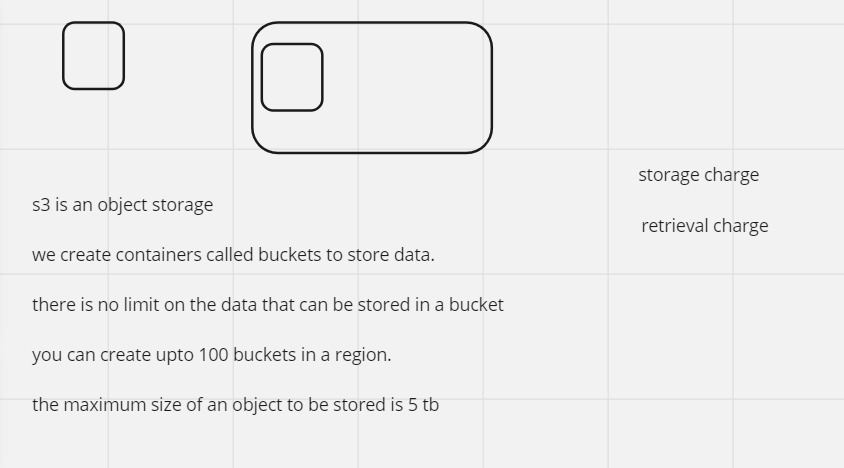 storage charge
retrieval charge
s3 is an object storage
we create containers called buckets to store data.
there is no limit on the data that can be stored in a bucket
you can create upto 100 buckets in a region.
the maximum size of an object to be stored is 5 tb